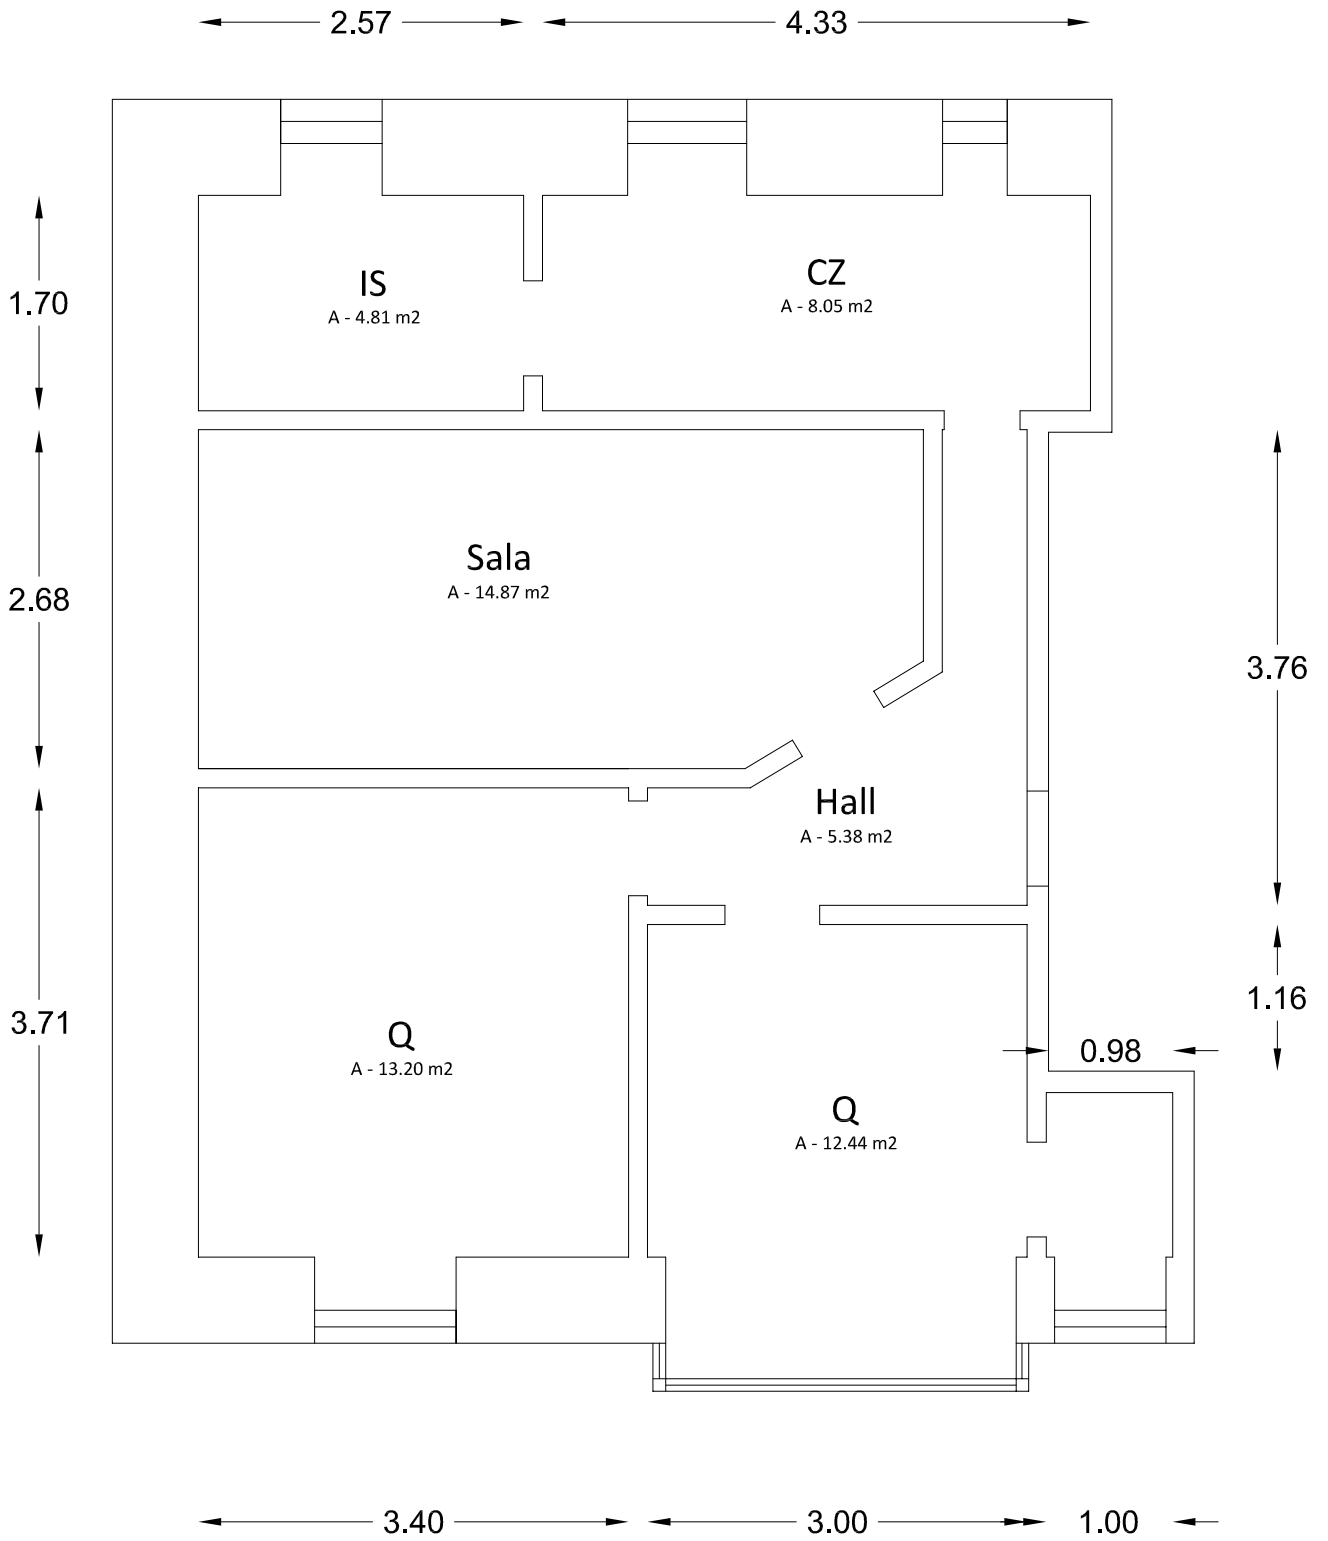 2.57
4.33
IS
A - 4.81 m2
CZ
A - 8.05 m2
1.70
Sala
A - 14.87 m2
2.68
3.76
Hall
A - 5.38 m2
3.71
1.16
Q
A - 13.20 m2
0.98
Q
A - 12.44 m2
3.40
3.00
1.00